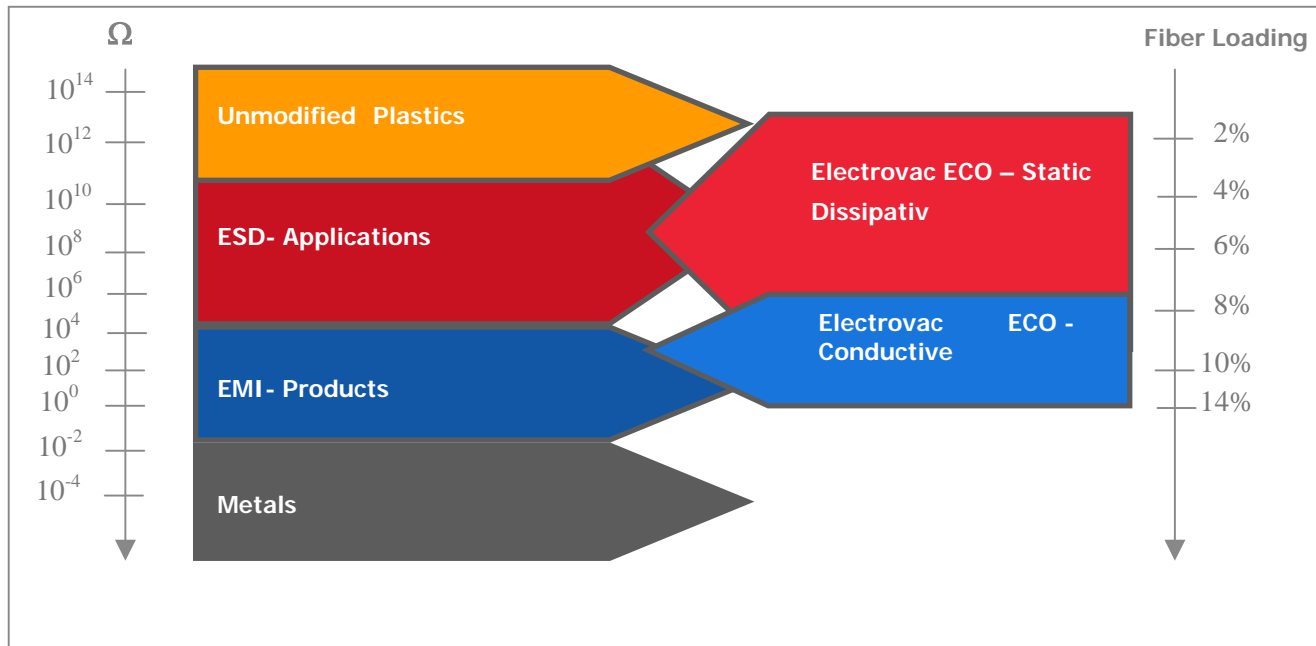 Ω
Fiber Loading
10^14
10^12
10^10
10^8
10^6
10^4
10^2
10^0
10^-2
10^-4
Unmodified Plastics
ESD- Applications
EMI- Products
Metals
Electrovac ECO – Static
Dissipativ
Electrovac ECO -
Conductive
2%
4%
6%
8%
10%
14%